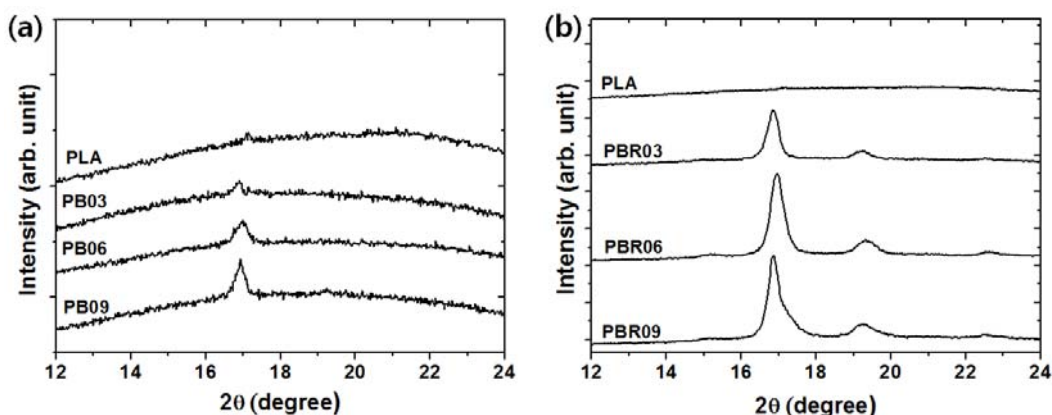 (a)
Intensity (arb. unit)
PLA
PB03
PB06
PB09
12 14 16 18 20 22 24
2θ (degree)
(b)
Intensity (arb. unit)
PLA
PBR03
PBR06
PBR09
12 14 16 18 20 22 24
2θ (degree)